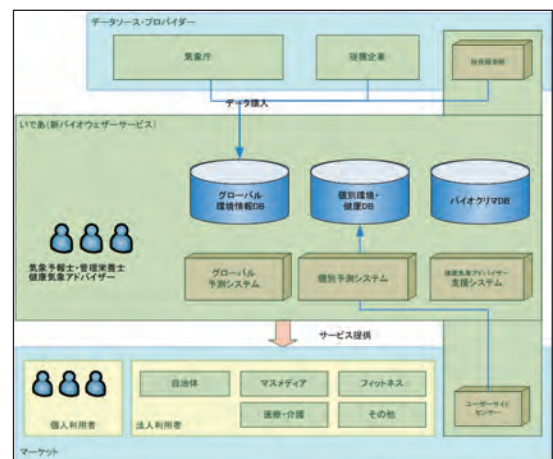 データソース・プロバイダー
気象庁
提携企業
データ購入
いであ(新バイオウェザーサービス)
グローバル
環境情報DB
個別環境・
健康DB
バイオクリマDB
気象予報士・管理栄養士
健康気象アドバイザー
グローバル
予測システム
個別予測システム
健康気象アドバイザー
支援システム
サービス提供
自治体
マスメディア
フィットネス
医療・介護
その他
個人利用者
法人利用者
ユーザーサイド
センサー
マーケット